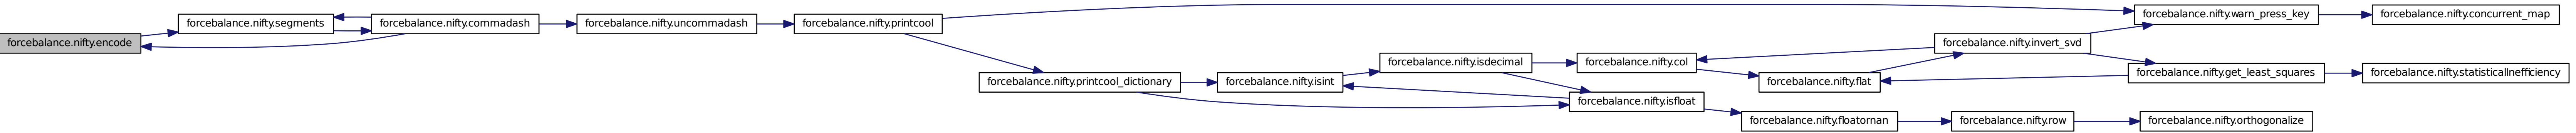 forcebalance.nifty.encode
forcebalance.nifty.segments
forcebalance.nifty.commadash
forcebalance.nifty.uncommadash
forcebalance.nifty.printcool
forcebalance.nifty.printcool_dictionary
forcebalance.nifty.isint
forcebalance.nifty.isdecimal
forcebalance.nifty.isfloat
forcebalance.nifty.col
forcebalance.nifty.flat
forcebalance.nifty.floatornan
forcebalance.nifty.invert_svd
forcebalance.nifty.row
forcebalance.nifty.warn_press_key
forcebalance.nifty.get_least_squares
forcebalance.nifty.orthogonalize
forcebalance.nifty.concurrent_map
forcebalance.nifty.statisticalInefficiency